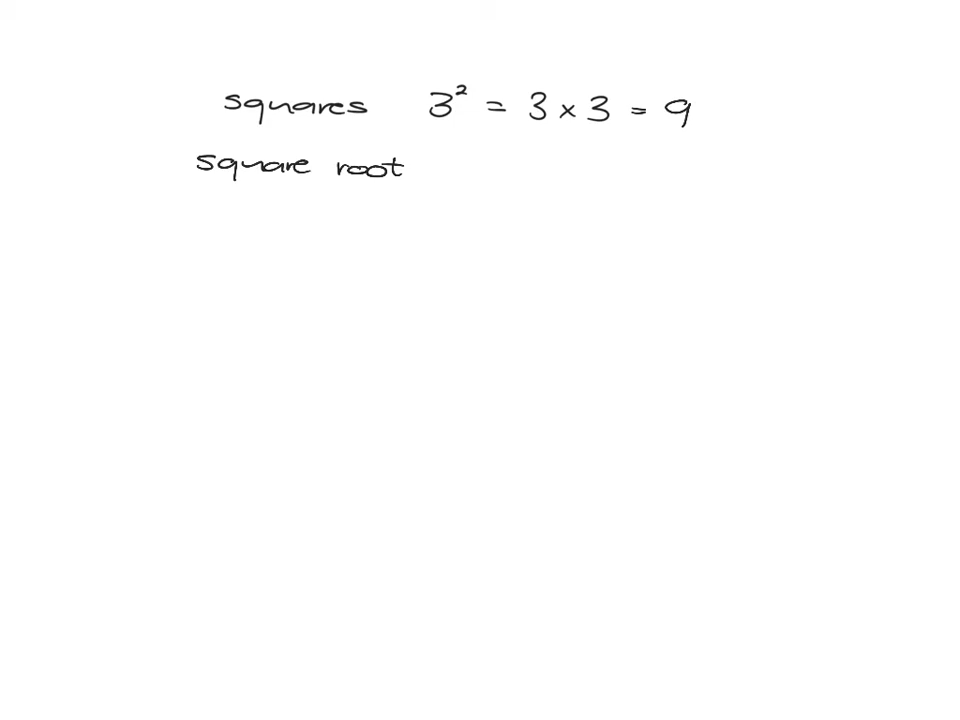 squares 3² = 3 × 3 = 9
square root